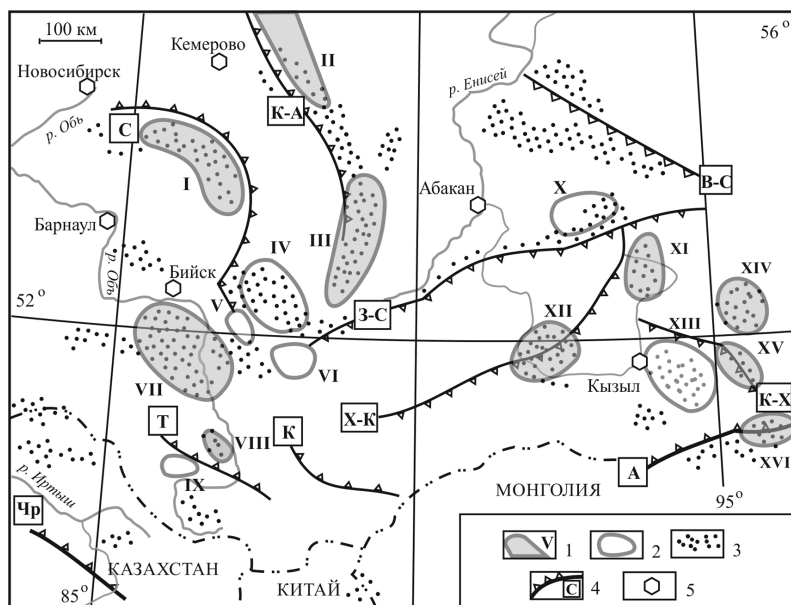 100 км
Кемерово
56°
Новосибирск
II
р. Енисей
р. Обь
С
К-А
I
Абакан
X
В-С
Барнаул
III
XI
IV
XIV
р. Обь
Бийск
52°
V
З-С
XII
XIII
XV
VI
VII
Кызыл
К-Х
Т
VIII
К
Х-К
XVI
IX
А
МОНГОЛИЯ
95°
р. Иртыш
Чр
V
1
2
3
КАЗАХСТАН
С
4
5
85°
КИТАЙ